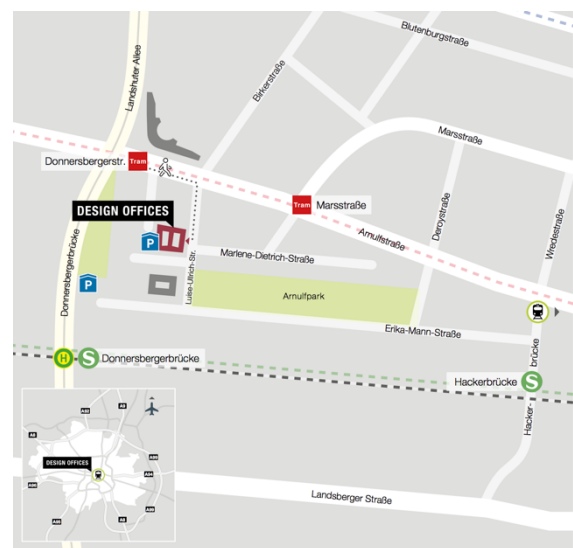 Blutenburgstraße
Landshuter Allee
Birkerstraße
Marsstraße
Donnersbergerstr.
Tram
Tram
Marsstraße
Deroystraße
Wredestraße
DESIGN OFFICES
P
Arnulfstraße
Marlene-Dietrich-Straße
Donnersbergerbrücke
Luise-Ullrich-Str.
P
Arnulfpark
Erika-Mann-Straße
H
S
Donnersbergerbrücke
Hackerbrücke
S
Hacker-
brücke
DESIGN OFFICES
Landsberger Straße